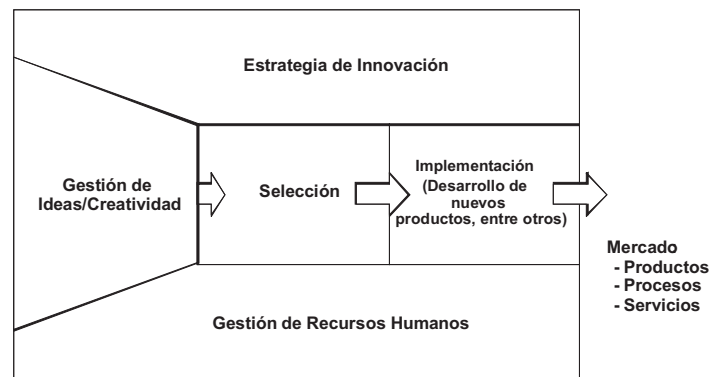 Estrategia de Innovación
Gestión de
Ideas/Creatividad
Selección
Implementación
(Desarrollo de
nuevos
productos, entre otros)
Mercado
- Productos
- Procesos
- Servicios
Gestión de Recursos Humanos